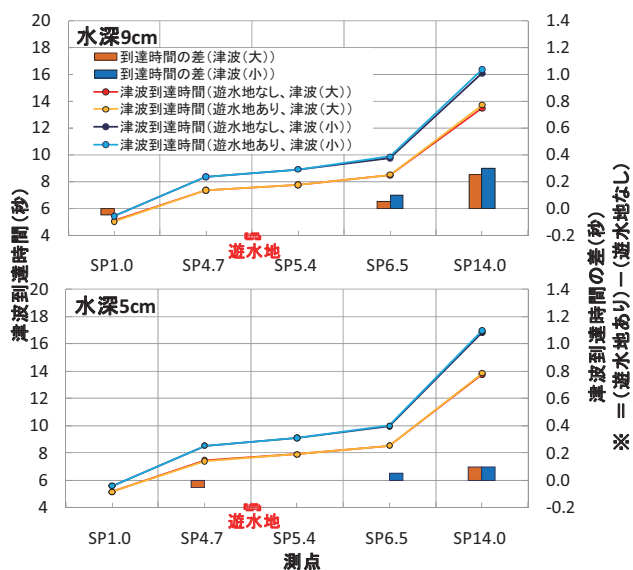 水深9cm
到達時間の差(津波(大))
到達時間の差(津波(小))
津波到達時間(遊水地なし、津波(大))
津波到達時間(遊水地あり、津波(大))
津波到達時間(遊水地なし、津波(小))
津波到達時間(遊水地あり、津波(小))
20
18
16
14
12
10
8
6
4
1.4
1.2
1.0
0.8
0.6
0.4
0.2
0.0
-0.2
遊水地
SP1.0 SP4.7 SP5.4 SP6.5 SP14.0
水深5cm
20
18
16
14
12
10
8
6
4
1.4
1.2
1.0
0.8
0.6
0.4
0.2
0.0
-0.2
遊水地
SP1.0 SP4.7 SP5.4 SP6.5 SP14.0
測点
津波到達時間(秒)
津波到達時間の差(秒)
※ =(遊水地あり)-(遊水地なし)